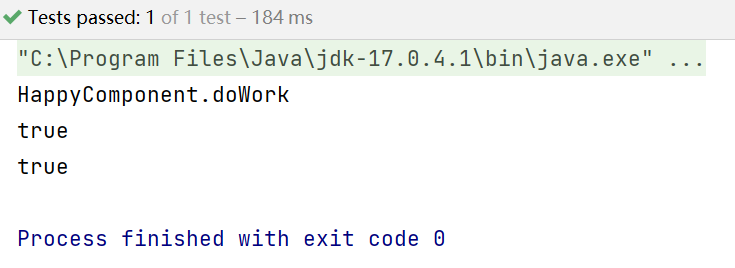 Tests passed: 1 of 1 test – 184 ms
"C:\Program Files\Java\jdk-17.0.4.1\bin\java.exe" ...
HappyComponent.doWork
true
true
Process finished with exit code 0